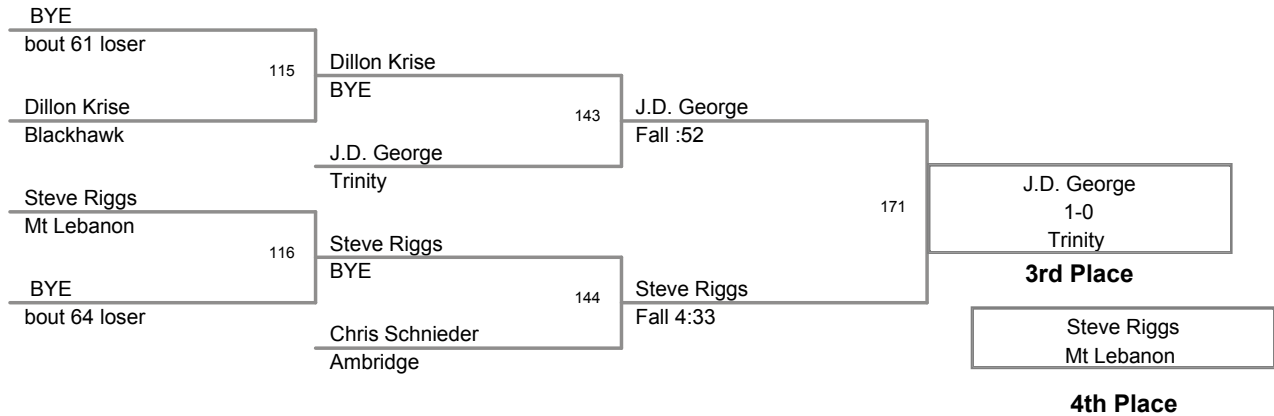 BYE
bout 61 loser
115
Dillon Krise
BYE
Dillon Krise
Blackhawk
143
J.D. George
Fall :52
J.D. George
Trinity
Steve Riggs
Mt Lebanon
171
J.D. George
1-0
Trinity
3rd Place
116
Steve Riggs
BYE
BYE
bout 64 loser
144
Steve Riggs
Fall 4:33
Chris Schnieder
Ambridge
Steve Riggs
Mt Lebanon
4th Place